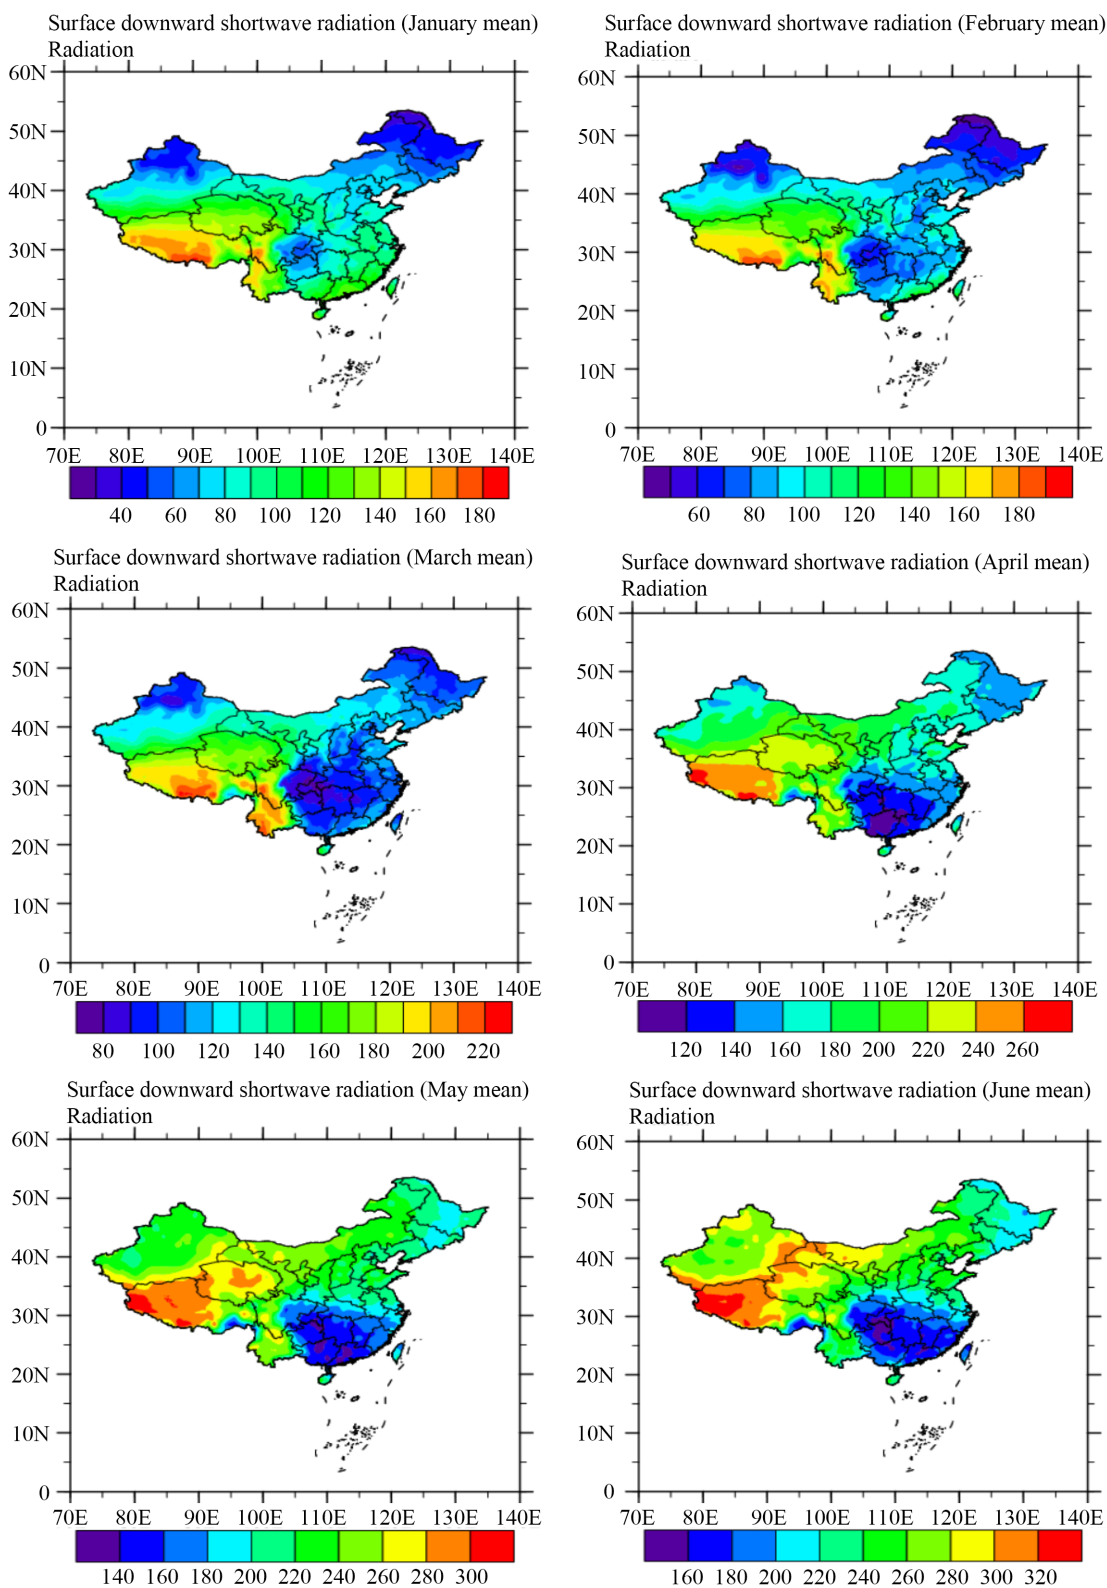 Surface downward shortwave radiation (January mean)
Radiation
60N
50N
40N
30N
20N
10N
0
70E 80E 90E 100E 110E 120E 130E 140E
40 60 80 100 120 140 160 180
Surface downward shortwave radiation (February mean)
Radiation
60N
50N
40N
30N
20N
10N
0
70E 80E 90E 100E 110E 120E 130E 140E
60 80 100 120 140 160 180
Surface downward shortwave radiation (March mean)
Radiation
60N
50N
40N
30N
20N
10N
0
70E 80E 90E 100E 110E 120E 130E 140E
80 100 120 140 160 180 200 220
Surface downward shortwave radiation (April mean)
Radiation
60N
50N
40N
30N
20N
10N
0
70E 80E 90E 100E 110E 120E 130E 140E
120 140 160 180 200 220 240 260
Surface downward shortwave radiation (May mean)
Radiation
60N
50N
40N
30N
20N
10N
0
70E 80E 90E 100E 110E 120E 130E 140E
140 160 180 200 220 240 260 280 300
Surface downward shortwave radiation (June mean)
Radiation
60N
50N
40N
30N
20N
10N
0
70E 80E 90E 100E 110E 120E 130E 140E
160 180 200 220 240 260 280 300 320